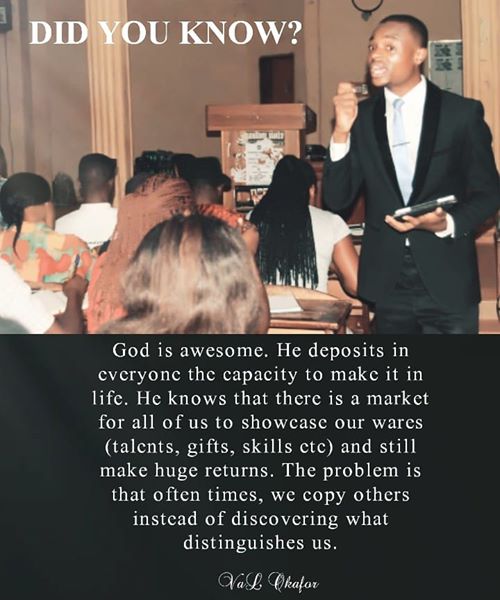 DID YOU KNOW?
God is awesome. He deposits in
everyone the capacity to make it in
life. He knows that there is a market
for all of us to showcase our wares
(talents, gifts, skills etc) and still
make huge returns. The problem is
that often times, we copy others
instead of discovering what
distinguishes us.
VaL Okafor